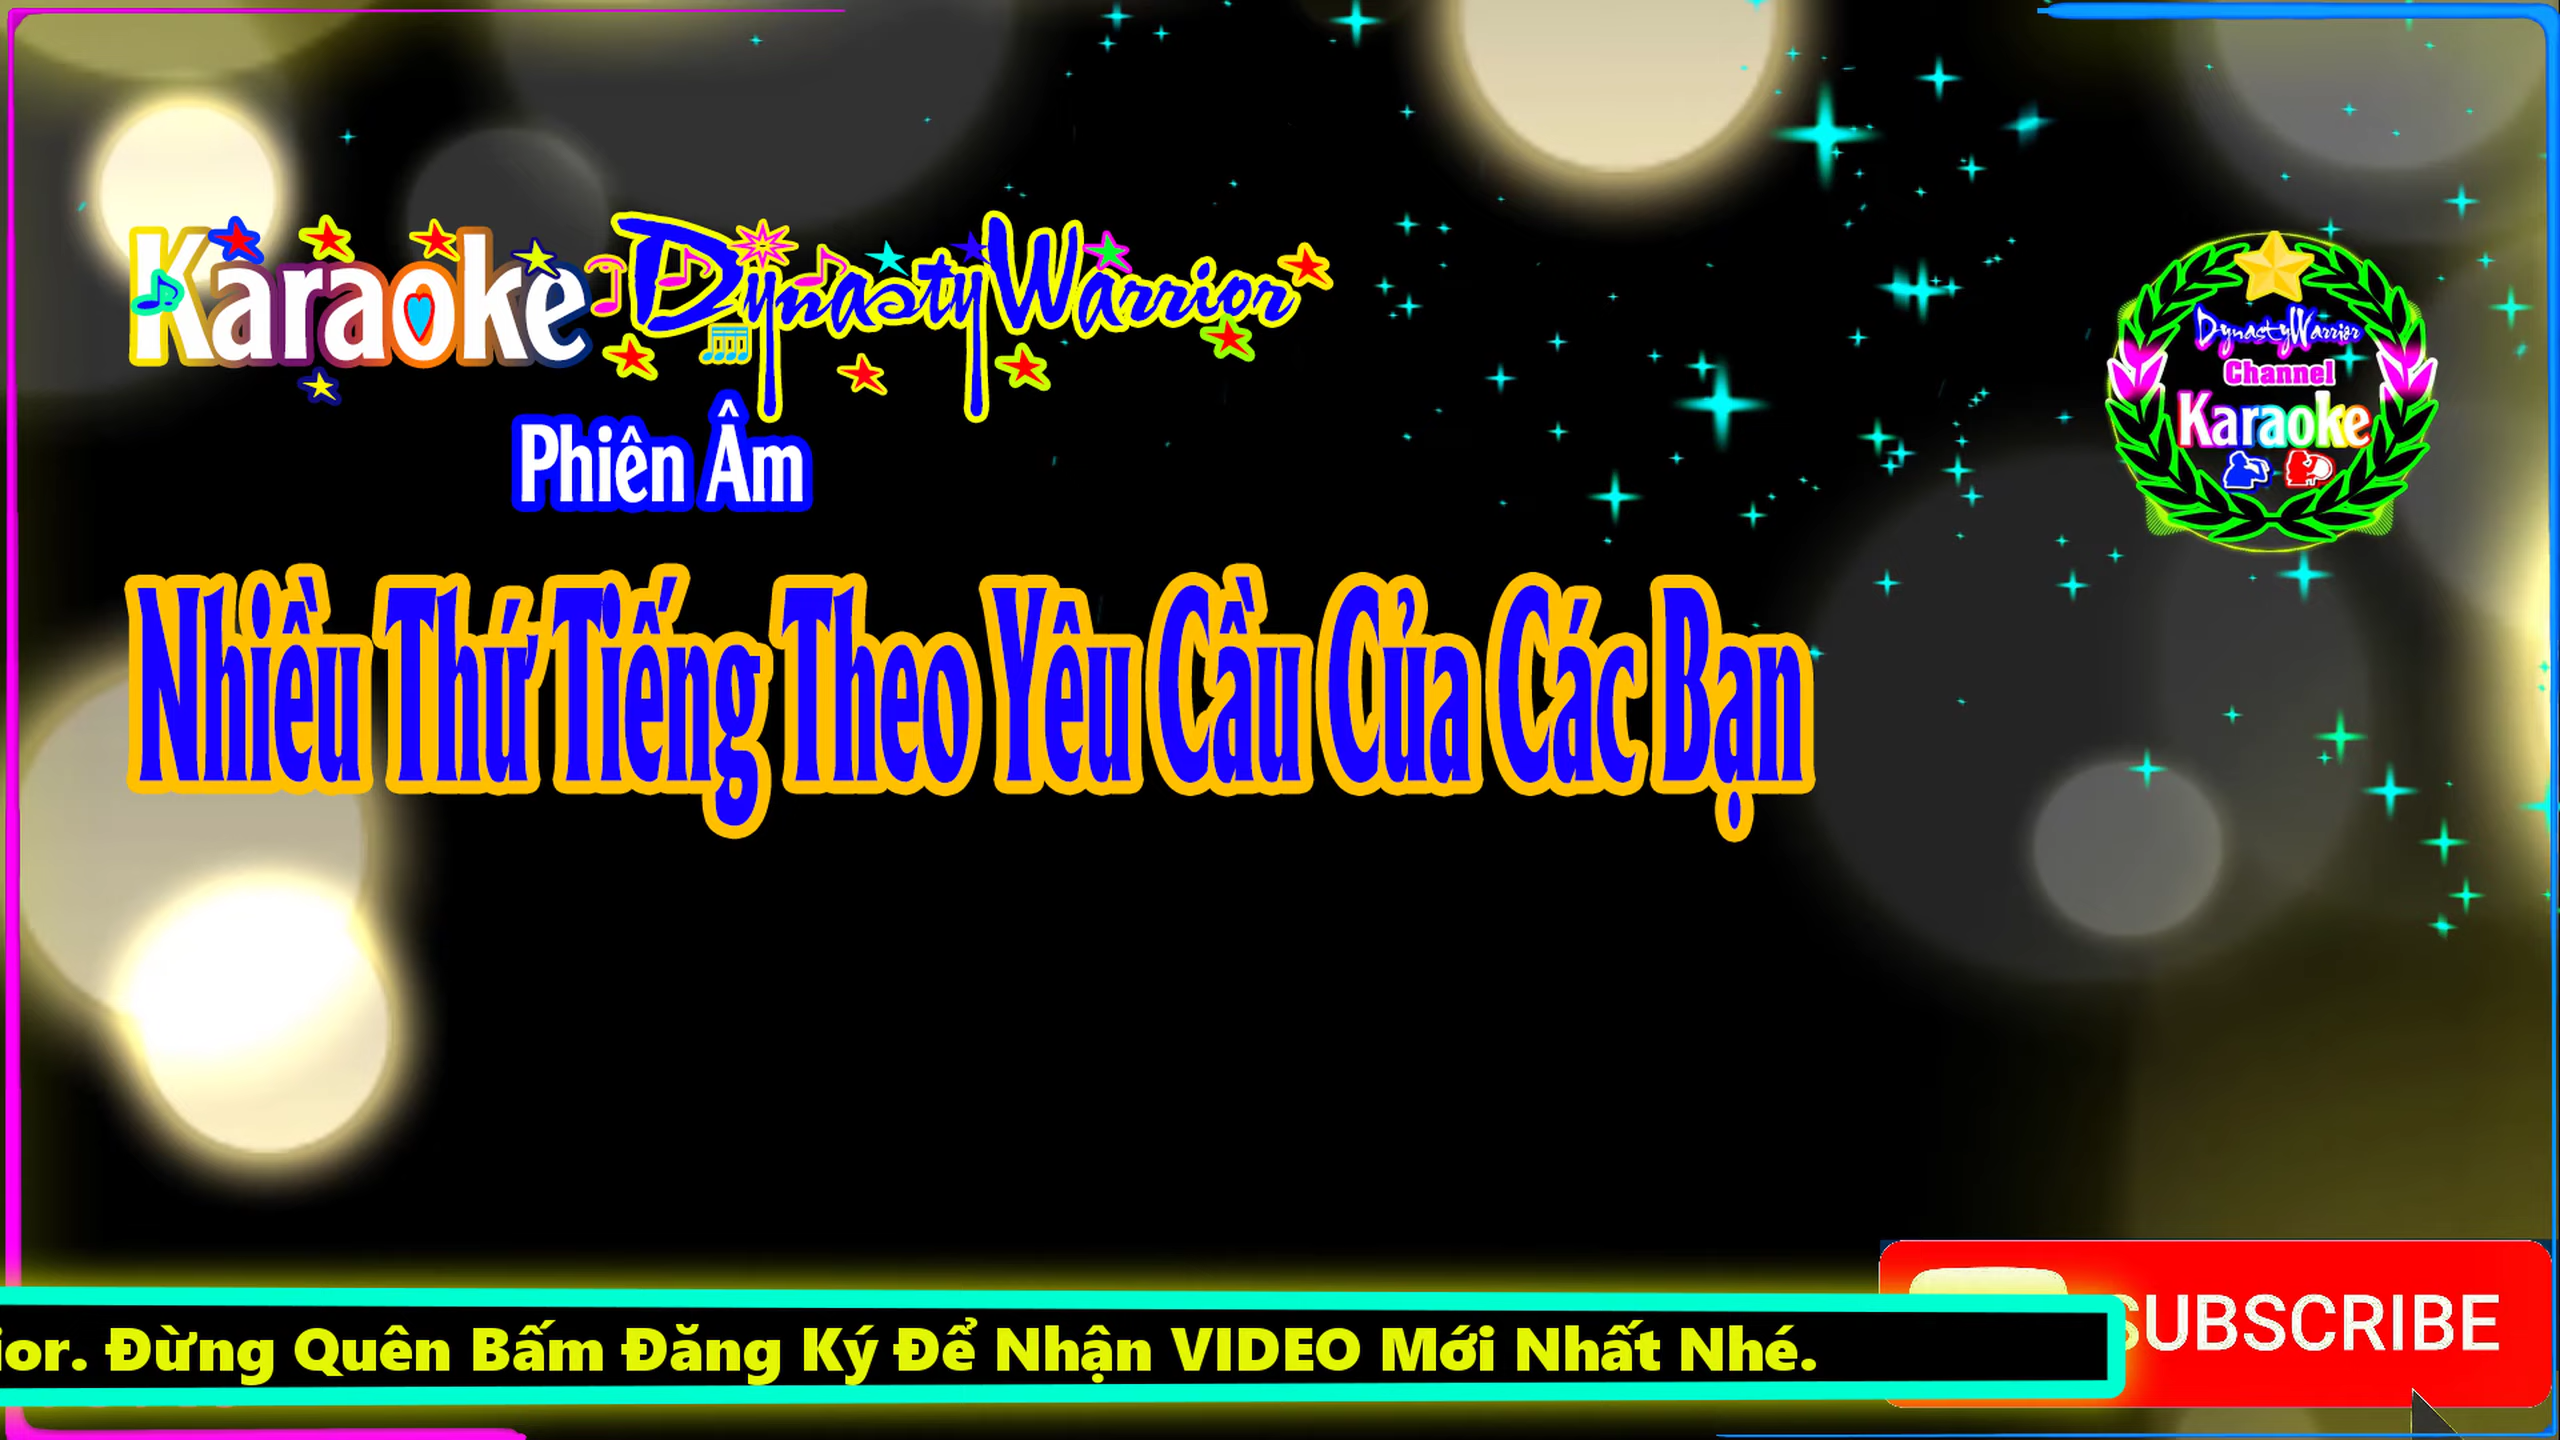 Karaoke DynastyWarrior
Phiên Âm
Nhiều Thứ Tiếng Theo Yêu Cầu Của Các Bạn
DynastyWarrior
Channel
Karaoke
SUBSCRIBE
ior. Đừng Quên Bấm Đăng Ký Để Nhận VIDEO Mới Nhất Nhé.